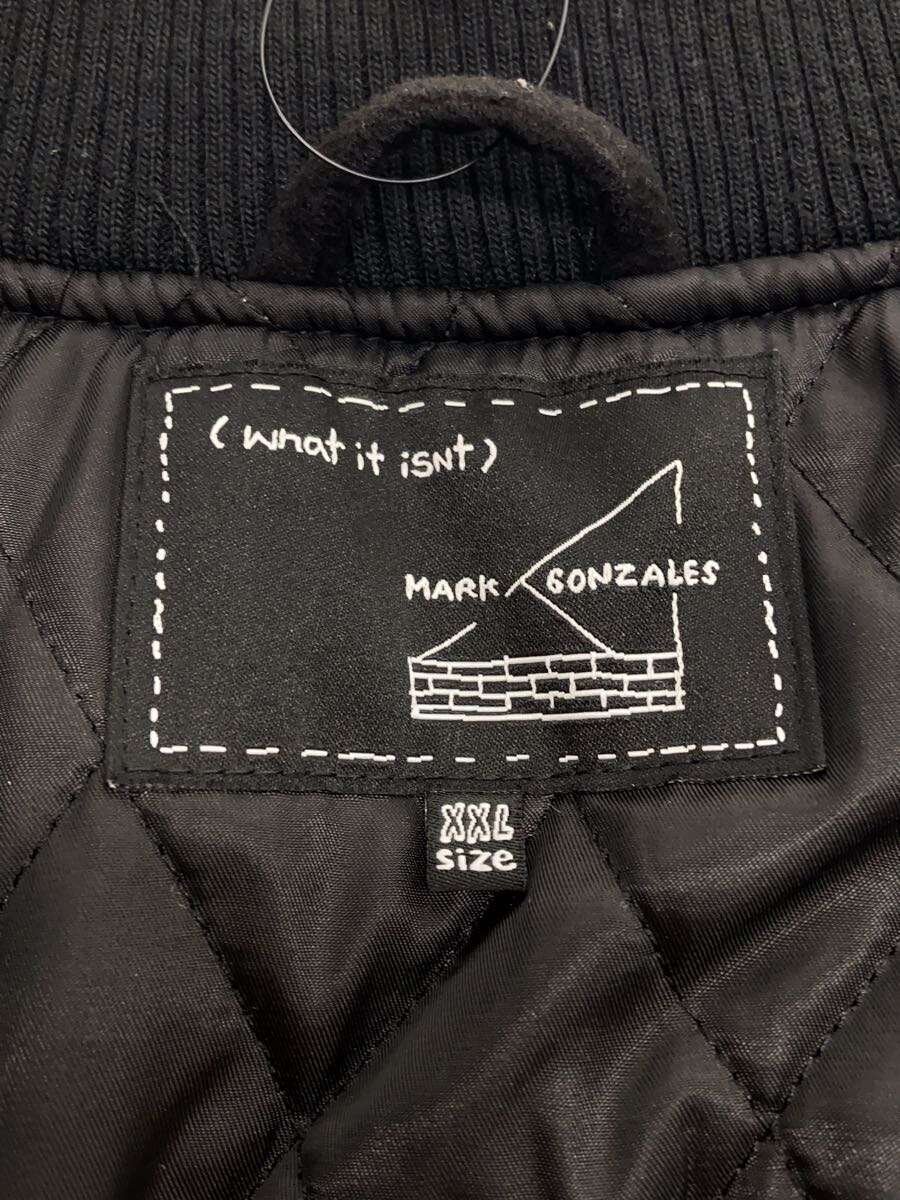 (what it isNt)
MARK GONZALES
XXL
size